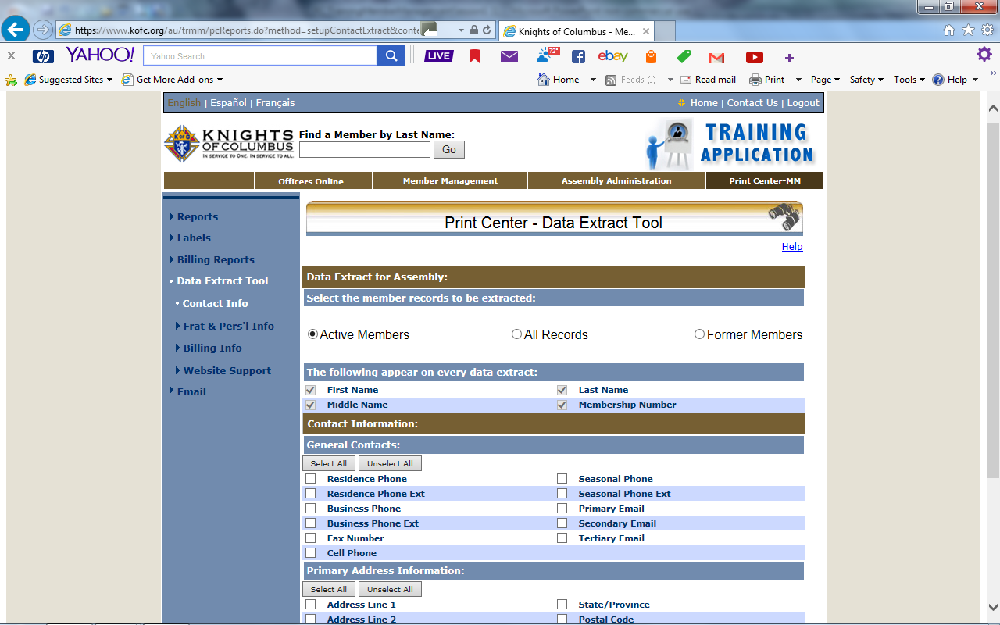 https://www.kofc.org/au/trmm/pcReports.do?method=setupContactExtract&conte
Knights of Columbus - Me...
YAHOO!
Yahoo Search
LIVE
72°
ebay
Suggested Sites
Get More Add-ons
Home
Feeds (J)
Read mail
Print
Page
Safety
Tools
Help
English | Español | Français
Home | Contact Us | Logout
KNIGHTS
OF COLUMBUS
IN SERVICE TO ONE. IN SERVICE TO ALL.
Find a Member by Last Name:
Go
TRAINING
APPLICATION
Officers Online
Member Management
Assembly Administration
Print Center-MM
Reports
Labels
Billing Reports
Data Extract Tool
Contact Info
Frat & Pers'l Info
Billing Info
Website Support
Email
Print Center - Data Extract Tool
Help
Data Extract for Assembly:
Select the member records to be extracted:
Active Members
All Records
Former Members
The following appear on every data extract:
First Name
Last Name
Middle Name
Membership Number
Contact Information:
General Contacts:
Select All
Unselect All
Residence Phone
Seasonal Phone
Residence Phone Ext
Seasonal Phone Ext
Business Phone
Primary Email
Business Phone Ext
Secondary Email
Fax Number
Tertiary Email
Cell Phone
Primary Address Information:
Select All
Unselect All
Address Line 1
State/Province
Address Line 2
Postal Code